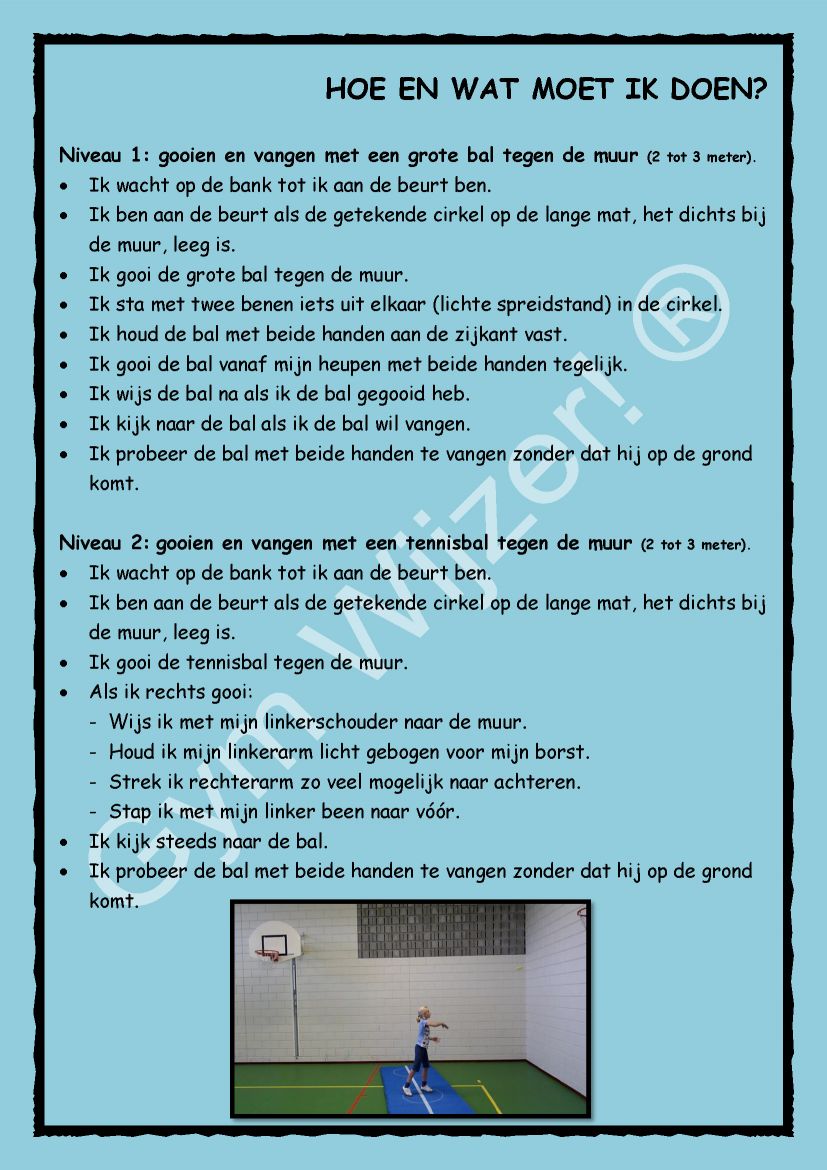 HOE EN WAT MOET IK DOEN?
Niveau 1: gooien en vangen met een grote bal tegen de muur (2 tot 3 meter).
• Ik wacht op de bank tot ik aan de beurt ben.
• Ik ben aan de beurt als de getekende cirkel op de lange mat, het dichts bij
de muur, leeg is.
• Ik gooi de grote bal tegen de muur.
• Ik sta met twee benen iets uit elkaar (lichte spreidstand) in de cirkel.
• Ik houd de bal met beide handen aan de zijkant vast.
• Ik gooi de bal vanaf mijn heupen met beide handen tegelijk.
• Ik wijs de bal na als ik de bal gegooid heb.
• Ik kijk naar de bal als ik de bal wil vangen.
• Ik probeer de bal met beide handen te vangen zonder dat hij op de grond
komt.
Niveau 2: gooien en vangen met een tennisbal tegen de muur (2 tot 3 meter).
• Ik wacht op de bank tot ik aan de beurt ben.
• Ik ben aan de beurt als de getekende cirkel op de lange mat, het dichts bij
de muur, leeg is.
• Ik gooi de tennisbal tegen de muur.
• Als ik rechts gooi:
- Wijs ik met mijn linkerschouder naar de muur.
- Houd ik mijn linkerarm licht gebogen voor mijn borst.
- Strek ik rechterarm zo veel mogelijk naar achteren.
- Stap ik met mijn linker been naar vóór.
• Ik kijk steeds naar de bal.
• Ik probeer de bal met beide handen te vangen zonder dat hij op de grond
komt.
Gym Wijzer! ®